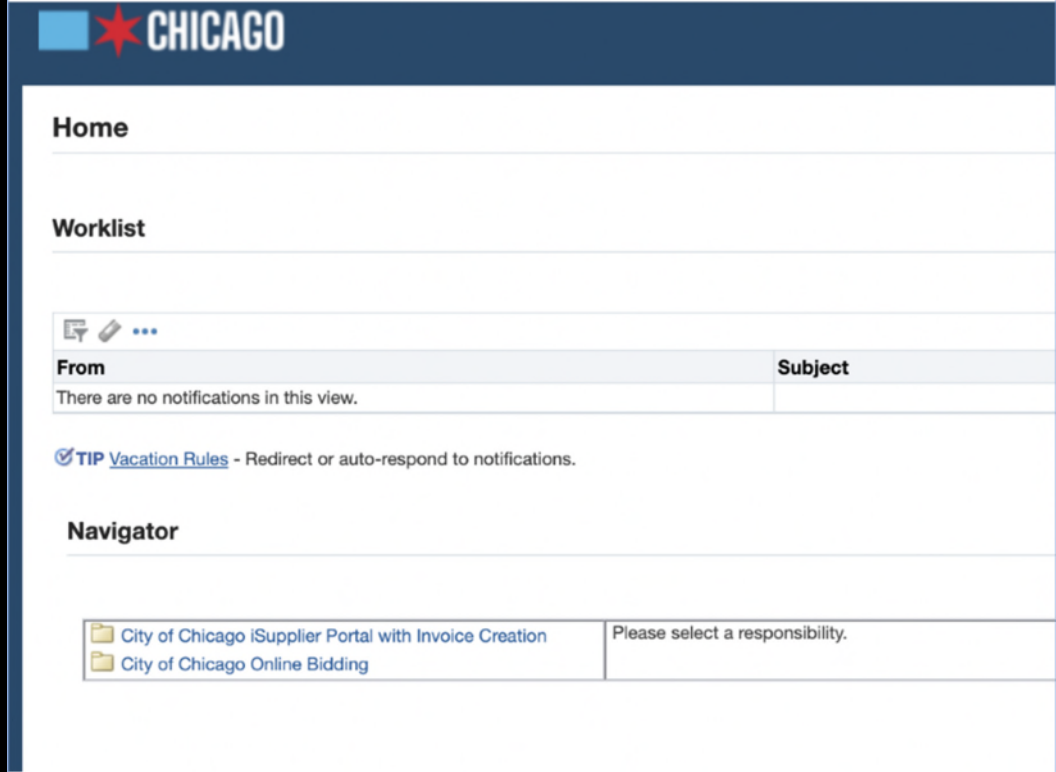 CHICAGO
Home
Worklist
From Subject
There are no notifications in this view.
TIP Vacation Rules - Redirect or auto-respond to notifications.
Navigator
City of Chicago iSupplier Portal with Invoice Creation Please select a responsibility.
City of Chicago Online Bidding